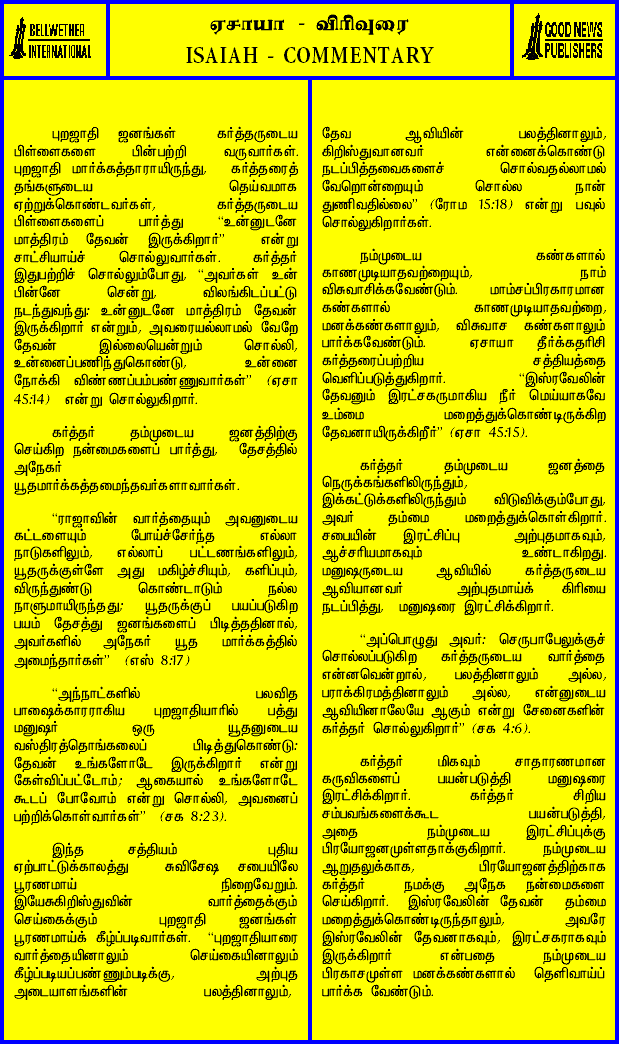 BELLWETHER
INTERNATIONAL
ஏசாயா - விரிவுரை
ISAIAH - COMMENTARY
GOOD NEWS
PUBLISHERS
புறஜாதி ஜனங்கள் கர்த்தருடைய
பிள்ளைகளை பின்பற்றி வருவார்கள்.
புறஜாதி மார்க்கத்தாராயிருந்து, கர்த்தரைத்
தங்களுடைய தெய்வமாக
ஏற்றுக்கொண்டவர்கள், கர்த்தருடைய
பிள்ளைகளைப் பார்த்து “உன்னுடனே
மாத்திரம் தேவன் இருக்கிறார்” என்று
சாட்சியாய்ச் சொல்லுவார்கள். கர்த்தர்
இதுபற்றிச் சொல்லும்போது, “அவர்கள் உன்
பின்னே சென்று, விலங்கிடப்பட்டு
நடந்துவந்து: உன்னுடனே மாத்திரம் தேவன்
இருக்கிறார் என்றும், அவரையல்லாமல் வேறே
தேவன் இல்லையென்றும் சொல்லி,
உன்னைப்பணிந்துகொண்டு, உன்னை
நோக்கி விண்ணப்பம்பண்ணுவார்கள்” (ஏசா
45:14) என்று சொல்லுகிறார்.
கர்த்தர் தம்முடைய ஜனத்திற்கு
செய்கிற நன்மைகளைப் பார்த்து, தேசத்தில்
அநேகர்
யூதமார்க்கத்தமைந்தவர்களாவார்கள்.
“ராஜாவின் வார்த்தையும் அவனுடைய
கட்டளையும் போய்ச்சேர்ந்த எல்லா
நாடுகளிலும், எல்லாப் பட்டணங்களிலும்,
யூதருக்குள்ளே அது மகிழ்ச்சியும், களிப்பும்,
விருந்துண்டு கொண்டாடும் நல்ல
நாளுமாயிருந்தது; யூதருக்குப் பயப்படுகிற
பயம் தேசத்து ஜனங்களைப் பிடித்ததினால்,
அவர்களில் அநேகர் யூத மார்க்கத்தில்
அமைந்தார்கள்” (எஸ் 8:17)
“அந்நாட்களில் பலவித
பாஷைக்காரராகிய புறஜாதியாரில் பத்து
மனுஷர் ஒரு யூதனுடைய
வஸ்திரத்தொங்கலைப் பிடித்துகொண்டு:
தேவன் உங்களோடே இருக்கிறார் என்று
கேள்விப்பட்டோம்; ஆகையால் உங்களோடே
கூடப் போவோம் என்று சொல்லி, அவனைப்
பற்றிக்கொள்வார்கள்” (சக 8:23).
இந்த சத்தியம் புதிய
ஏற்பாட்டுக்காலத்து சுவிசேஷ சபையிலே
பூரணமாய் நிறைவேறும்.
இயேசுகிறிஸ்துவின் வார்த்தைக்கும்
செய்கைக்கும் புறஜாதி ஜனங்கள்
பூரணமாய்க் கீழ்ப்படிவார்கள். “புறஜாதியாரை
வார்த்தையினாலும் செய்கையினாலும்
கீழ்ப்படியப்பண்ணும்படிக்கு, அற்புத
அடையாளங்களின் பலத்தினாலும்,
தேவ ஆவியின் பலத்தினாலும்,
கிறிஸ்துவானவர் என்னைக்கொண்டு
நடப்பித்தவைகளைச் சொல்வதல்லாமல்
வேறொன்றையும் சொல்ல நான்
துணிவதில்லை” (ரோம 15:18) என்று பவுல்
சொல்லுகிறார்கள்.
நம்முடைய கண்களால்
காணமுடியாதவற்றையும், நாம்
விசுவாசிக்கவேண்டும். மாம்சப்பிரகாரமான
கண்களால் காணமுடியாதவற்றை,
மனக்கண்களாலும், விசுவாச கண்களாலும்
பார்க்கவேண்டும். ஏசாயா தீர்க்கதரிசி
கர்த்தரைப்பற்றிய சத்தியத்தை
வெளிப்படுத்துகிறார். “இஸ்ரவேலின்
தேவனும் இரட்சகருமாகிய நீர் மெய்யாகவே
உம்மை மறைத்துக்கொண்டிருக்கிற
தேவனாயிருக்கிறீர்” (ஏசா 45:15).
கர்த்தர் தம்முடைய ஜனத்தை
நெருக்கங்களிலிருந்தும்,
இக்கட்டுக்களிலிருந்தும் விடுவிக்கும்போது,
அவர் தம்மை மறைத்துக்கொள்கிறார்.
சபையின் இரட்சிப்பு அற்புதமாகவும்,
ஆச்சரியமாகவும் உண்டாகிறது.
மனுஷருடைய ஆவியில் கர்த்தருடைய
ஆவியானவர் அற்புதமாய்க் கிரியை
நடப்பித்து, மனுஷரை இரட்சிக்கிறார்.
“அப்பொழுது அவர்: செருபாபேலுக்குச்
சொல்லப்படுகிற கர்த்தருடைய வார்த்தை
என்னவென்றால், பலத்தினாலும் அல்ல,
பராக்கிரமத்தினாலும் அல்ல, என்னுடைய
ஆவியினாலேயே ஆகும் என்று சேனைகளின்
கர்த்தர் சொல்லுகிறார்” (சக 4:6).
கர்த்தர் மிகவும் சாதாரணமான
கருவிகளைப் பயன்படுத்தி மனுஷரை
இரட்சிக்கிறார். கர்த்தர் சிறிய
சம்பவங்களைக்கூட பயன்படுத்தி,
அதை நம்முடைய இரட்சிப்புக்கு
பிரயோஜனமுள்ளதாக்குகிறார். நம்முடைய
ஆறுதலுக்காக, பிரயோஜனத்திற்காக
கர்த்தர் நமக்கு அநேக நன்மைகளை
செய்கிறார். இஸ்ரவேலின் தேவன் தம்மை
மறைத்துக்கொண்டிருந்தாலும், அவரே
இஸ்ரவேலின் தேவனாகவும், இரட்சகராகவும்
இருக்கிறார் என்பதை நம்முடைய
பிரகாசமுள்ள மனக்கண்களால் தெளிவாய்ப்
பார்க்க வேண்டும்.